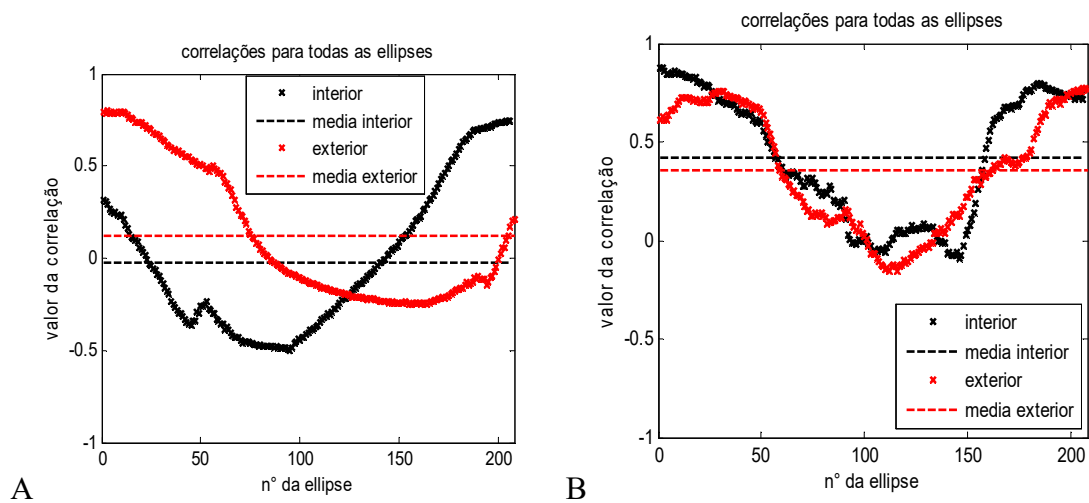 correlações para todas as ellipses
1
0.5
0
-0.5
-1
valor da correlação
interior
media interior
exterior
media exterior
0
50
100
150
200
n° da ellipse
A
correlações para todas as ellipses
1
0.5
0
-0.5
-1
valor da correlação
interior
media interior
exterior
media exterior
0
50
100
150
200
n° da ellipse
B